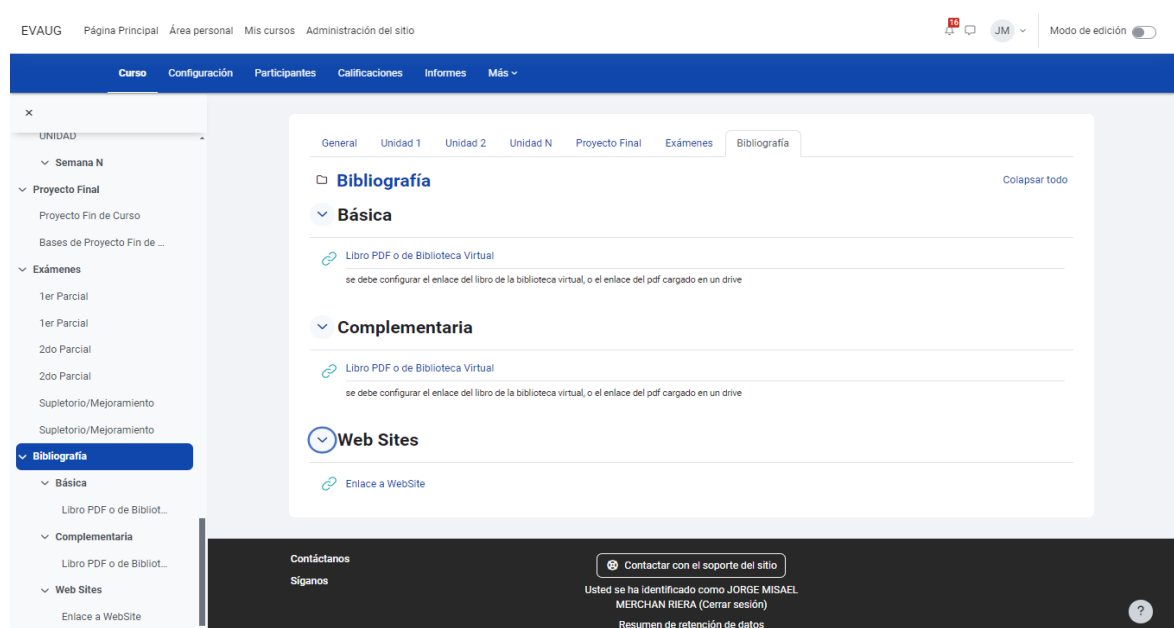 EVAUG Página Principal Área personal Mis cursos Administración del sitio 16 JM Modo de edición
Curso Configuración Participantes Calificaciones Informes Más
UNIDAD
Semana N
Proyecto Final
Proyecto Fin de Curso
Bases de Proyecto Fin de ...
Exámenes
1er Parcial
1er Parcial
2do Parcial
2do Parcial
Supletorio/Mejoramiento
Supletorio/Mejoramiento
Bibliografía
Básica
Libro PDF o de Bibliot...
Complementaria
Libro PDF o de Bibliot...
Web Sites
Enlace a WebSite
General Unidad 1 Unidad 2 Unidad N Proyecto Final Exámenes Bibliografía
Bibliografía Colapsar todo
Básica
Libro PDF o de Biblioteca Virtual
se debe configurar el enlace del libro de la biblioteca virtual, o el enlace del pdf cargado en un drive
Complementaria
Libro PDF o de Biblioteca Virtual
se debe configurar el enlace del libro de la biblioteca virtual, o el enlace del pdf cargado en un drive
Web Sites
Enlace a WebSite
Contáctanos
Síganos
Contactar con el soporte del sitio
Usted se ha identificado como JORGE MISAEL
MERCHAN RIERA (Cerrar sesión)
Resumen de retención de datos
?